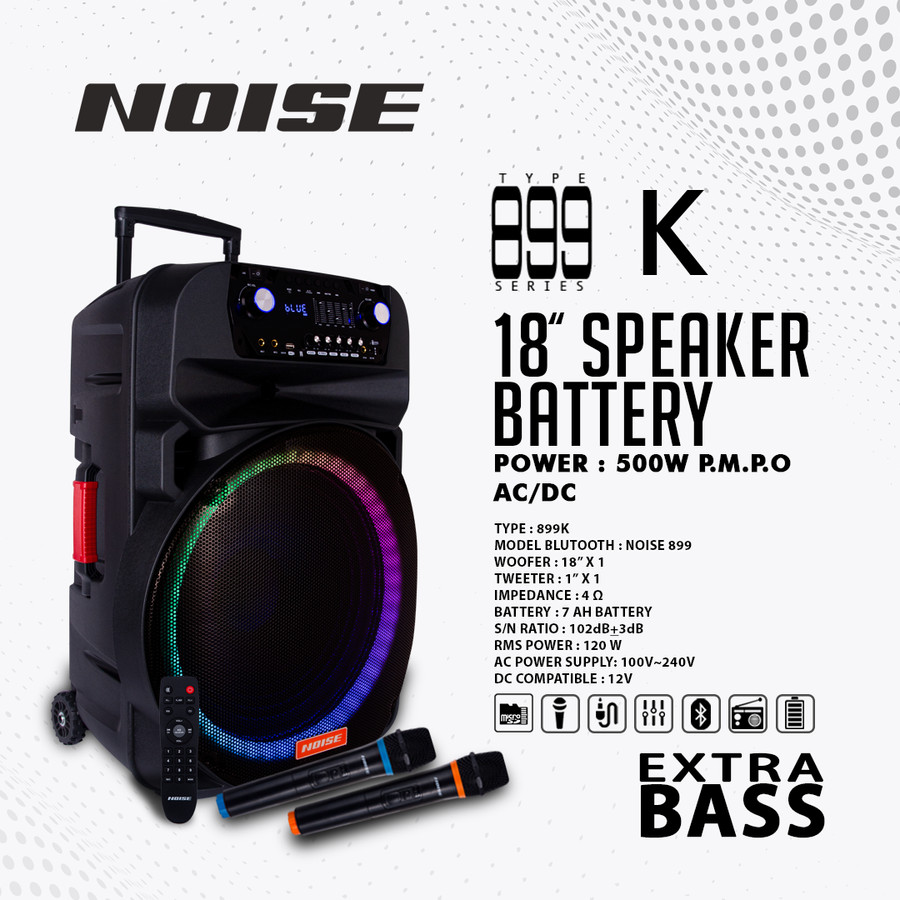 NOISE
TYPE
899 K
SERIES
18“ SPEAKER
BATTERY
POWER : 500W P.M.P.O
AC/DC
TYPE : 899K
MODEL BLUTOOTH : NOISE 899
WOOFER : 18” X 1
TWEETER : 1” X 1
IMPEDANCE : 4 Ω
BATTERY : 7 AH BATTERY
S/N RATIO : 102dB±3dB
RMS POWER : 120 W
AC POWER SUPPLY: 100V~240V
DC COMPATIBLE : 12V
micro SD
EXTRA
BASS
bLUE
NOISE
NOISE